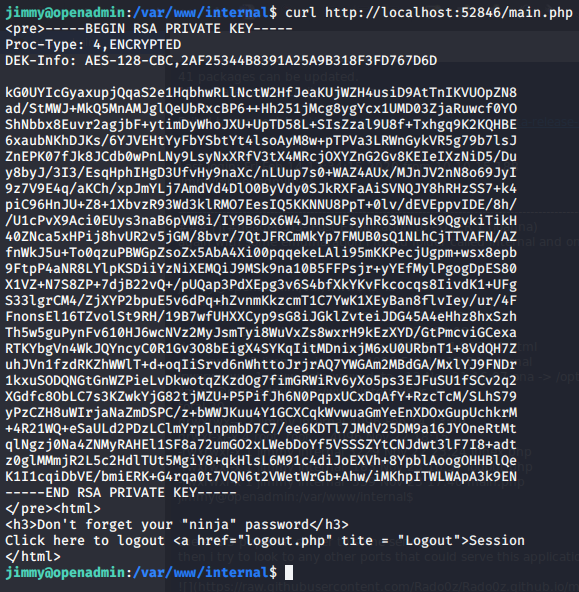 jimmy@openadmin:/var/www/internal$ curl http://localhost:52846/main.php
<pre>-----BEGIN RSA PRIVATE KEY-----
Proc-Type: 4,ENCRYPTED
DEK-Info: AES-128-CBC,2AF25344B8391A25A9B318F3FD767D6D

kG0UYIcGyaxupjQqaS2e1HqbhwRLlNctW2HfJeaKUjWZH4usiD9AtTnIKVUOpZN8
ad/StMWJ+MkQ5MnAMJglQeUbRxcBP6++Hh251jMcg8ygYcx1UMD03ZjaRuwcf0YO
ShNbbx8Euvr2agjbF+ytimDyWhoJXU+UpTD58L+SIsZzal9U8f+Txhgq9K2KQHBE
6xaubNKhDJKs/6YJVEHtYyFbYSbtYt4lsoAyM8w+pTPVa3LRWnGykVR5g79b7lsJ
ZnEPK07fJk8JCdb0wPnLNy9LsyNxXRfV3tX4MRcjOXYZnG2Gv8KEIeIXzNiD5/Du
y8byJ/3I3/EsqHphIHgD3UfvHy9naXc/nLUup7s0+WAZ4AUx/MJnJV2nN8o69JyI
9z7V9E4q/aKCh/xpJmYLj7AmdVd4DlO0ByVdy0SJkRXFaAiSVNQJY8hRHzSS7+k4
piC96HnJU+Z8+1XbvzR93Wd3klRMO7EesIQ5KKNNU8PpT+0lv/dEVEppvIDE/8h/
/U1cPvX9Aci0EUys3naB6pVW8i/IY9B6Dx6W4JnnSUFsyhR63WNusk9QgvkiTikH
40ZNca5xHPij8hvUR2v5jGM/8bvr/7QtJFRCmMkYp7FMUB0sQ1NLhCjTTVAFN/AZ
fnWkJ5u+To0qzuPBWGpZsoZx5AbA4Xi00pqqekeLAli95mKKPecjUgpm+wsx8epb
9FtpP4aNR8LYlpKSDiiYzNiXEMQiJ9MSk9na10B5FFPsjr+yYEfMylPgogDpES80
X1VZ+N7S8ZP+7djB22vQ+/pUQap3PdXEpg3v6S4bfXkYKvFkcocqs8IivdK1+UFg
S33lgrCM4/ZjXYP2bpuE5v6dPq+hZvnmKkzcmT1C7YwK1XEyBan8flvIey/ur/4F
FnonsEl16TZvolSt9RH/19B7wfUHXXCyp9sG8iJGklZvteiJDG45A4eHhz8hxSzh
Th5w5guPynFv610HJ6wcNVz2MyJsmTyi8WuVxZs8wxrH9kEzXYD/GtPmcviGCexa
RTKYbgVn4WkJQYncyC0R1Gv3O8bEigX4SYKqIitMDnixjM6xU0URbnT1+8VdQH7Z
uhJVn1fzdRKZhWWlT+d+oqIiSrvd6nWhttoJrjrAQ7YWGAm2MBdGA/MxlYJ9FNDr
1kxuSODQNGtGnWZPieLvDkwotqZKzdOg7fimGRWiRv6yXo5ps3EJFuSU1fSCv2q2
XGdfc8ObLC7s3KZwkYjG82tjMZU+P5PifJh6N0PqpxUCxDqAfY+RzcTcM/SLhS79
yPzCZH8uWIrjaNaZmDSPC/z+bWWJKuu4Y1GCXCqkWvwuaGmYeEnXDOxGupUchkrM
+4R21WQ+eSaULd2PDzLClmYrplnpmbD7C7/ee6KDTl7JMdV25DM9a16JYOneRtMt
qlNgzj0Na4ZNMyRAHEl1SF8a72umGO2xLWebDoYf5VSSSZYtCNJdwt3lF7I8+adt
z0glMMmjR2L5c2HdlTUt5MgiY8+qkHlsL6M91c4diJoEXVh+8YpblAoogOHHBlQe
K1I1cqiDbVE/bmiERK+G4rqa0t7VQN6t2VWetWrGb+Ahw/iMKhpITWLWApA3k9EN
-----END RSA PRIVATE KEY-----
</pre><html>
<h3>Don't forget your "ninja" password</h3>
Click here to logout <a href="logout.php" tite = "Logout">Session
</html>
jimmy@openadmin:/var/www/internal$